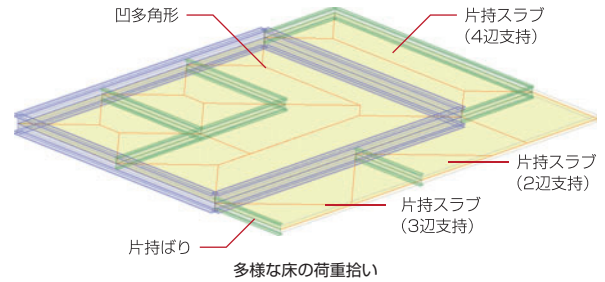 凹多角形
片持スラブ
（4辺支持）
片持スラブ
（2辺支持）
片持スラブ
（3辺支持）
片持ばり
多様な床の荷重拾い